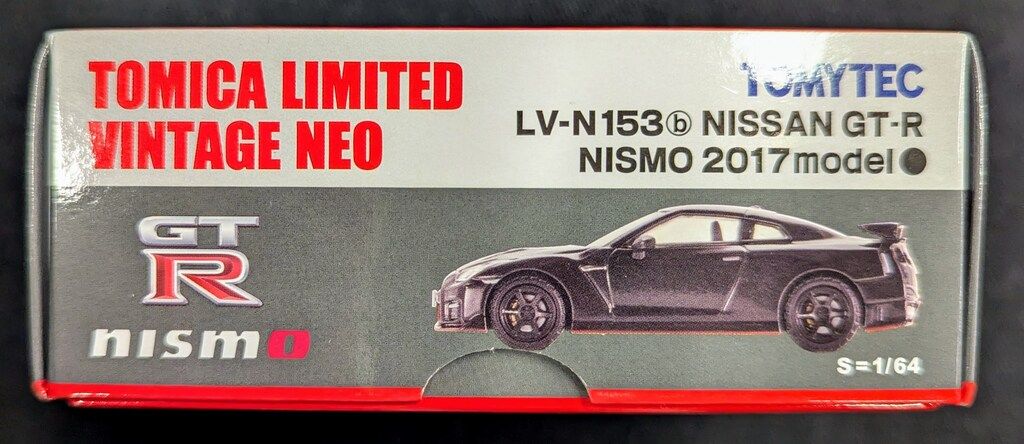 TOMICA LIMITED
VINTAGE NEO
TOMYTEC
LV-N153ⓑ NISSAN GT-R
NISMO 2017model●
GT
R
nismo
S=1/64